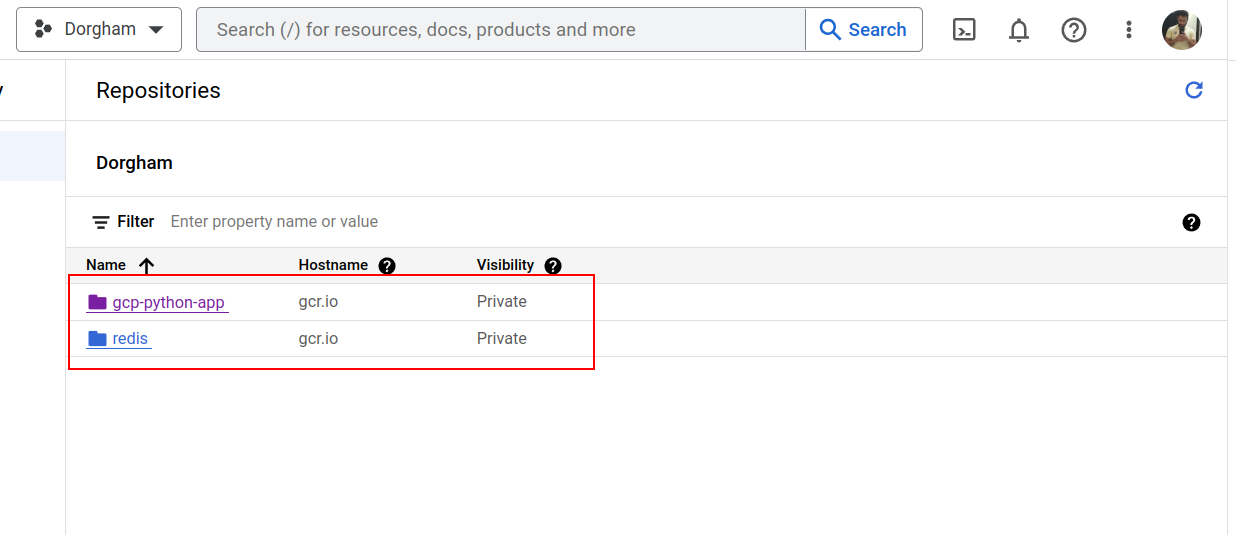 Dorgham Search (/) for resources, docs, products and more Search
Repositories
Dorgham
Filter Enter property name or value
Name Hostname Visibility
gcp-python-app gcr.io Private
redis gcr.io Private